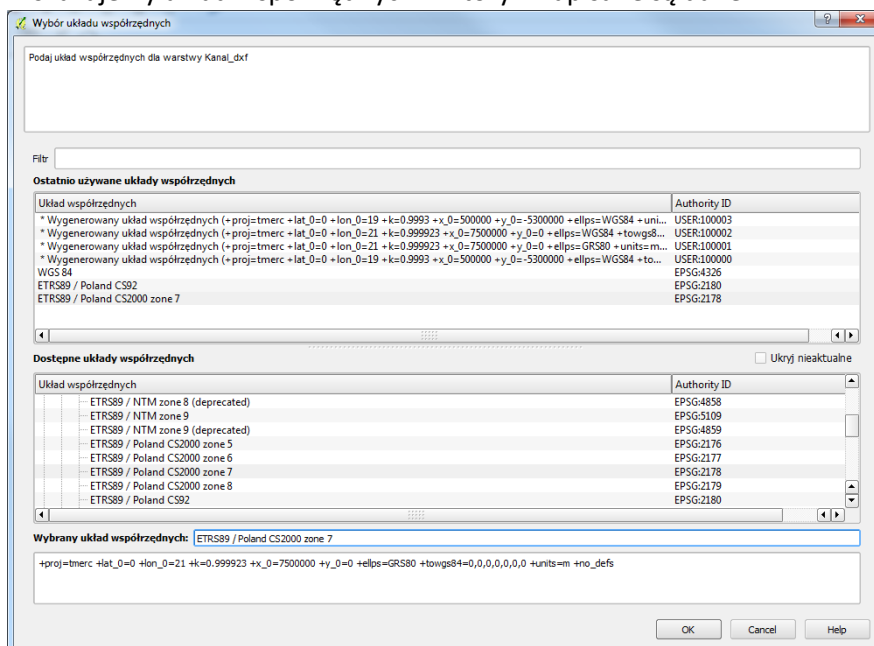 Wybór układu współrzędnych
Podaj układ współrzędnych dla warstwy Kanal_dxf
Filtr
Ostatnio używane układy współrzędnych
Układ współrzędnych Authority ID
* Wygenerowany układ współrzędnych (+proj=tmerc +lat_0=0 +lon_0=19 +k=0.9993 +x_0=500000 +y_0=-5300000 +ellps=WGS84 +uni... USER:100003
* Wygenerowany układ współrzędnych (+proj=tmerc +lat_0=0 +lon_0=21 +k=0.999923 +x_0=7500000 +y_0=0 +ellps=WGS84 +towgs8... USER:100002
* Wygenerowany układ współrzędnych (+proj=tmerc +lat_0=0 +lon_0=21 +k=0.999923 +x_0=7500000 +y_0=0 +ellps=GRS80 +units=m... USER:100001
* Wygenerowany układ współrzędnych (+proj=tmerc +lat_0=0 +lon_0=19 +k=0.9993 +x_0=500000 +y_0=-5300000 +ellps=WGS84 +to... USER:100000
WGS 84 EPSG:4326
ETRS89 / Poland CS92 EPSG:2180
ETRS89 / Poland CS2000 zone 7 EPSG:2178
Dostępne układy współrzędnych Ukryj nieaktualne
Układ współrzędnych Authority ID
ETRS89 / NTM zone 8 (deprecated) EPSG:4858
ETRS89 / NTM zone 9 EPSG:5109
ETRS89 / NTM zone 9 (deprecated) EPSG:4859
ETRS89 / Poland CS2000 zone 5 EPSG:2176
ETRS89 / Poland CS2000 zone 6 EPSG:2177
ETRS89 / Poland CS2000 zone 7 EPSG:2178
ETRS89 / Poland CS2000 zone 8 EPSG:2179
ETRS89 / Poland CS92 EPSG:2180
Wybrany układ współrzędnych: ETRS89 / Poland CS2000 zone 7
+proj=tmerc +lat_0=0 +lon_0=21 +k=0.999923 +x_0=7500000 +y_0=0 +ellps=GRS80 +towgs84=0,0,0,0,0,0,0 +units=m +no_defs
OK Cancel Help